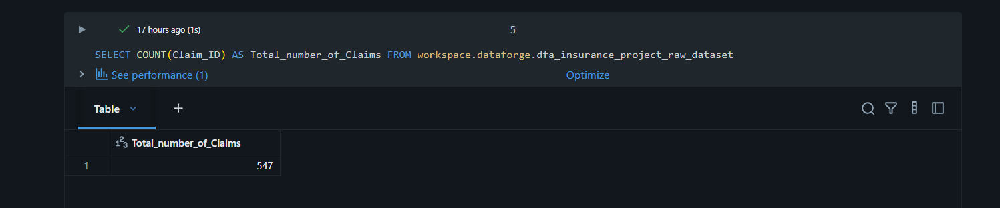 17 hours ago (1s)
5
SELECT COUNT(Claim_ID) AS Total_number_of_Claims FROM workspace.dataforge.dfa_insurance_project_raw_dataset
See performance (1)
Optimize
Table
+
123 Total_number_of_Claims
1
547